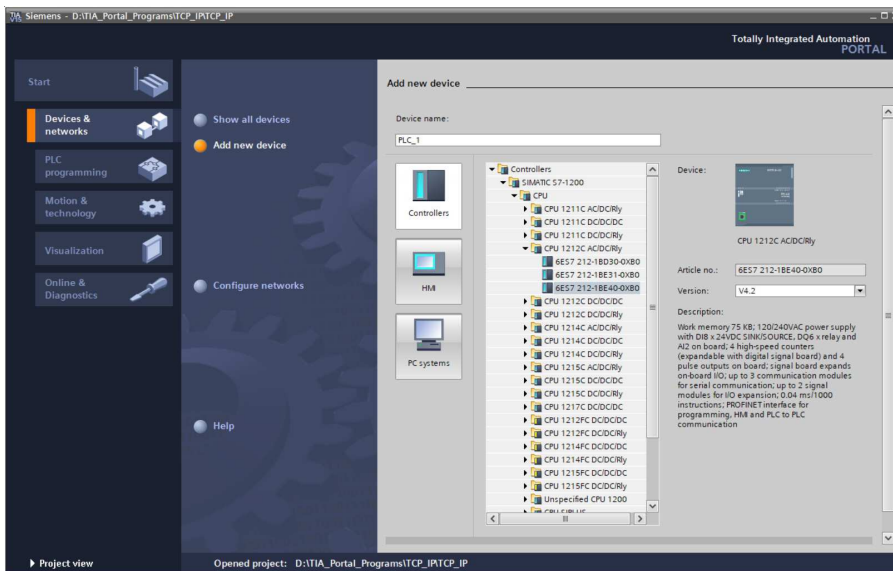 Siemens - D:\TIA_Portal_Programs\TCP_IP\TCP_IP
Totally Integrated Automation
PORTAL
Start
Devices &
networks
PLC
programming
Motion &
technology
Visualization
Online &
Diagnostics
Show all devices
Add new device
Configure networks
Help
Add new device
Device name:
PLC_1
Controllers
HMI
PC systems
Controllers
SIMATIC S7-1200
CPU
CPU 1211C AC/DC/Rly
CPU 1211C DC/DC/DC
CPU 1211C DC/DC/Rly
CPU 1212C AC/DC/Rly
6ES7 212-1BD30-0XB0
6ES7 212-1BE31-0XB0
6ES7 212-1BE40-0XB0
CPU 1212C DC/DC/DC
CPU 1212C DC/DC/Rly
CPU 1214C AC/DC/Rly
CPU 1214C DC/DC/DC
CPU 1214C DC/DC/Rly
CPU 1215C AC/DC/Rly
CPU 1215C DC/DC/DC
CPU 1215C DC/DC/Rly
CPU 1217C DC/DC/DC
CPU 1212FC DC/DC/DC
CPU 1212FC DC/DC/Rly
CPU 1214FC DC/DC/DC
CPU 1214FC DC/DC/Rly
CPU 1215FC DC/DC/DC
CPU 1215FC DC/DC/Rly
Unspecified CPU 1200
CPU SIPLUS
Device:
CPU 1212C AC/DC/Rly
Article no.:
6ES7 212-1BE40-0XB0
Version:
V4.2
Description:
Work memory 75 KB; 120/240VAC power supply
with DI8 x 24VDC SINK/SOURCE, DQ6 x relay and
AI2 on board; 4 high-speed counters
(expandable with digital signal board) and 4
pulse outputs on board; signal board expands
on-board I/O; up to 3 communication modules
for serial communication; up to 2 signal
modules for I/O expansion; 0.04 ms/1000
instructions; PROFINET interface for
programming, HMI and PLC to PLC
communication
Project view
Opened project: D:\TIA_Portal_Programs\TCP_IP\TCP_IP